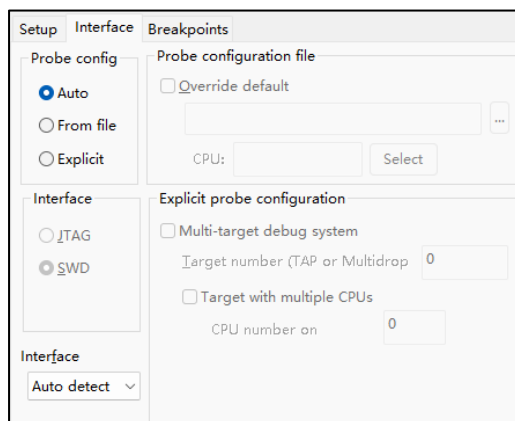 Setup Interface Breakpoints
Probe config
Auto
From file
Explicit
Probe configuration file
Override default
...
CPU: Select
Interface
JTAG
SWD
Explicit probe configuration
Multi-target debug system
Target number (TAP or Multidrop 0
Target with multiple CPUs
CPU number on 0
Interface
Auto detect